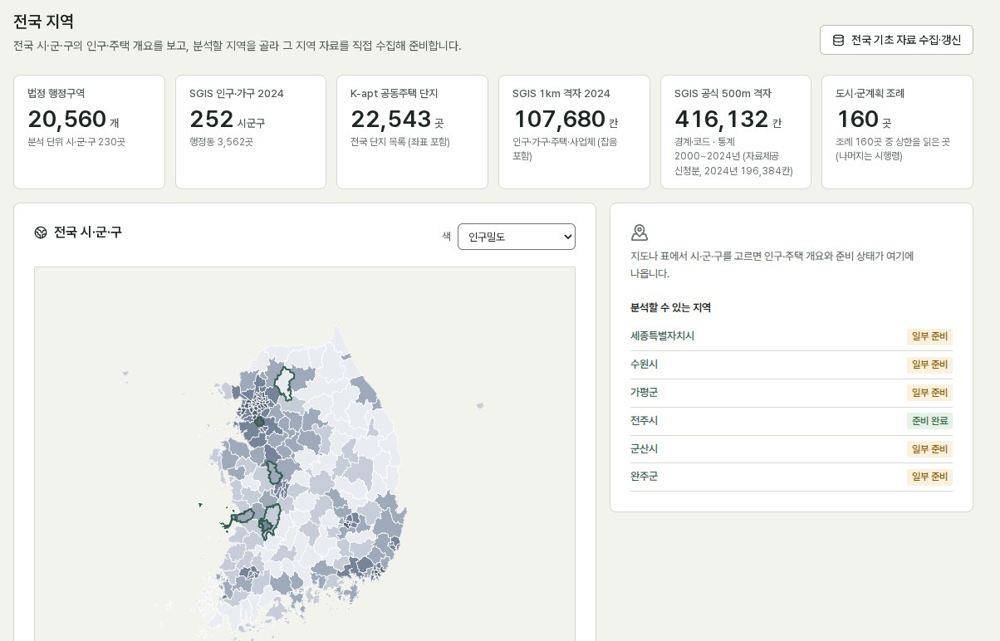 전국 지역
전국 시·군·구의 인구·주택 개요를 보고, 분석할 지역을 골라 그 지역 자료를 직접 수집해 준비합니다.
전국 기초 자료 수집·갱신
법정 행정구역
20,560 개
분석 단위 시·군·구 230곳
SGIS 인구·가구 2024
252 시군구
행정동 3,562곳
K-apt 공동주택 단지
22,543 곳
전국 단지 목록 (좌표 포함)
SGIS 1km 격자 2024
107,680 칸
인구·가구·주택·사업체 (잡음
포함)
SGIS 공식 500m 격자
416,132 칸
경계·코드 · 통계
2000~2024년 (자료제공
신청분, 2024년 196,384칸)
도시·군계획 조례
160 곳
조례 160곳 중 상한을 읽은 곳
(나머지는 시행령)
전국 시·군·구
색 인구밀도
지도나 표에서 시·군·구를 고르면 인구·주택 개요와 준비 상태가 여기에
나옵니다.
분석할 수 있는 지역
세종특별자치시 일부 준비
수원시 일부 준비
가평군 일부 준비
전주시 준비 완료
군산시 일부 준비
완주군 일부 준비